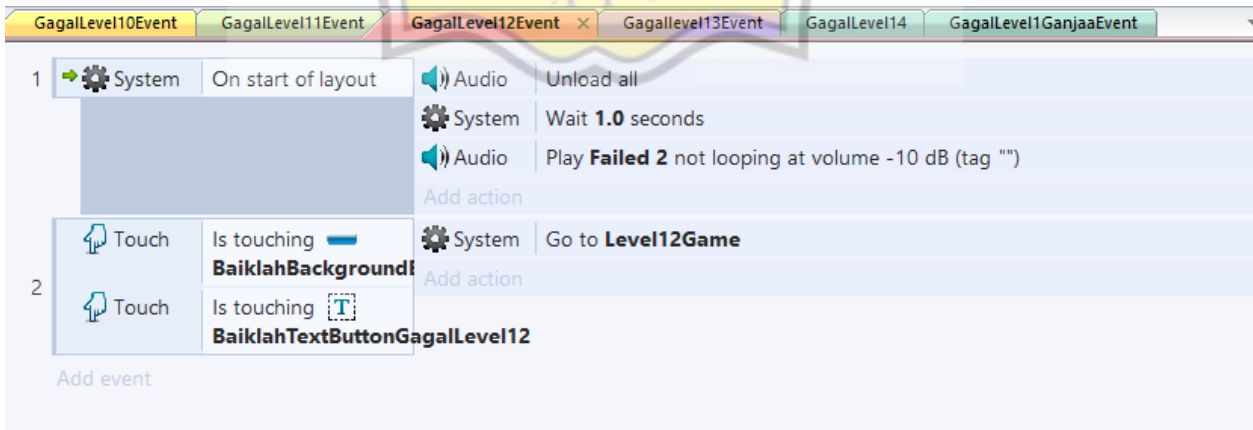 GagalLevel10Event GagalLevel11Event GagalLevel12Event × Gagallevel13Event GagalLevel14 GagalLevel1GanjaaEvent
1 System On start of layout Audio Unload all
System Wait 1.0 seconds
Audio Play Failed 2 not looping at volume -10 dB (tag "")
Add action
2 Touch Is touching System Go to Level12Game
BaiklahBackground Add action
Touch Is touching T
BaiklahTextButtonGagalLevel12
Add event